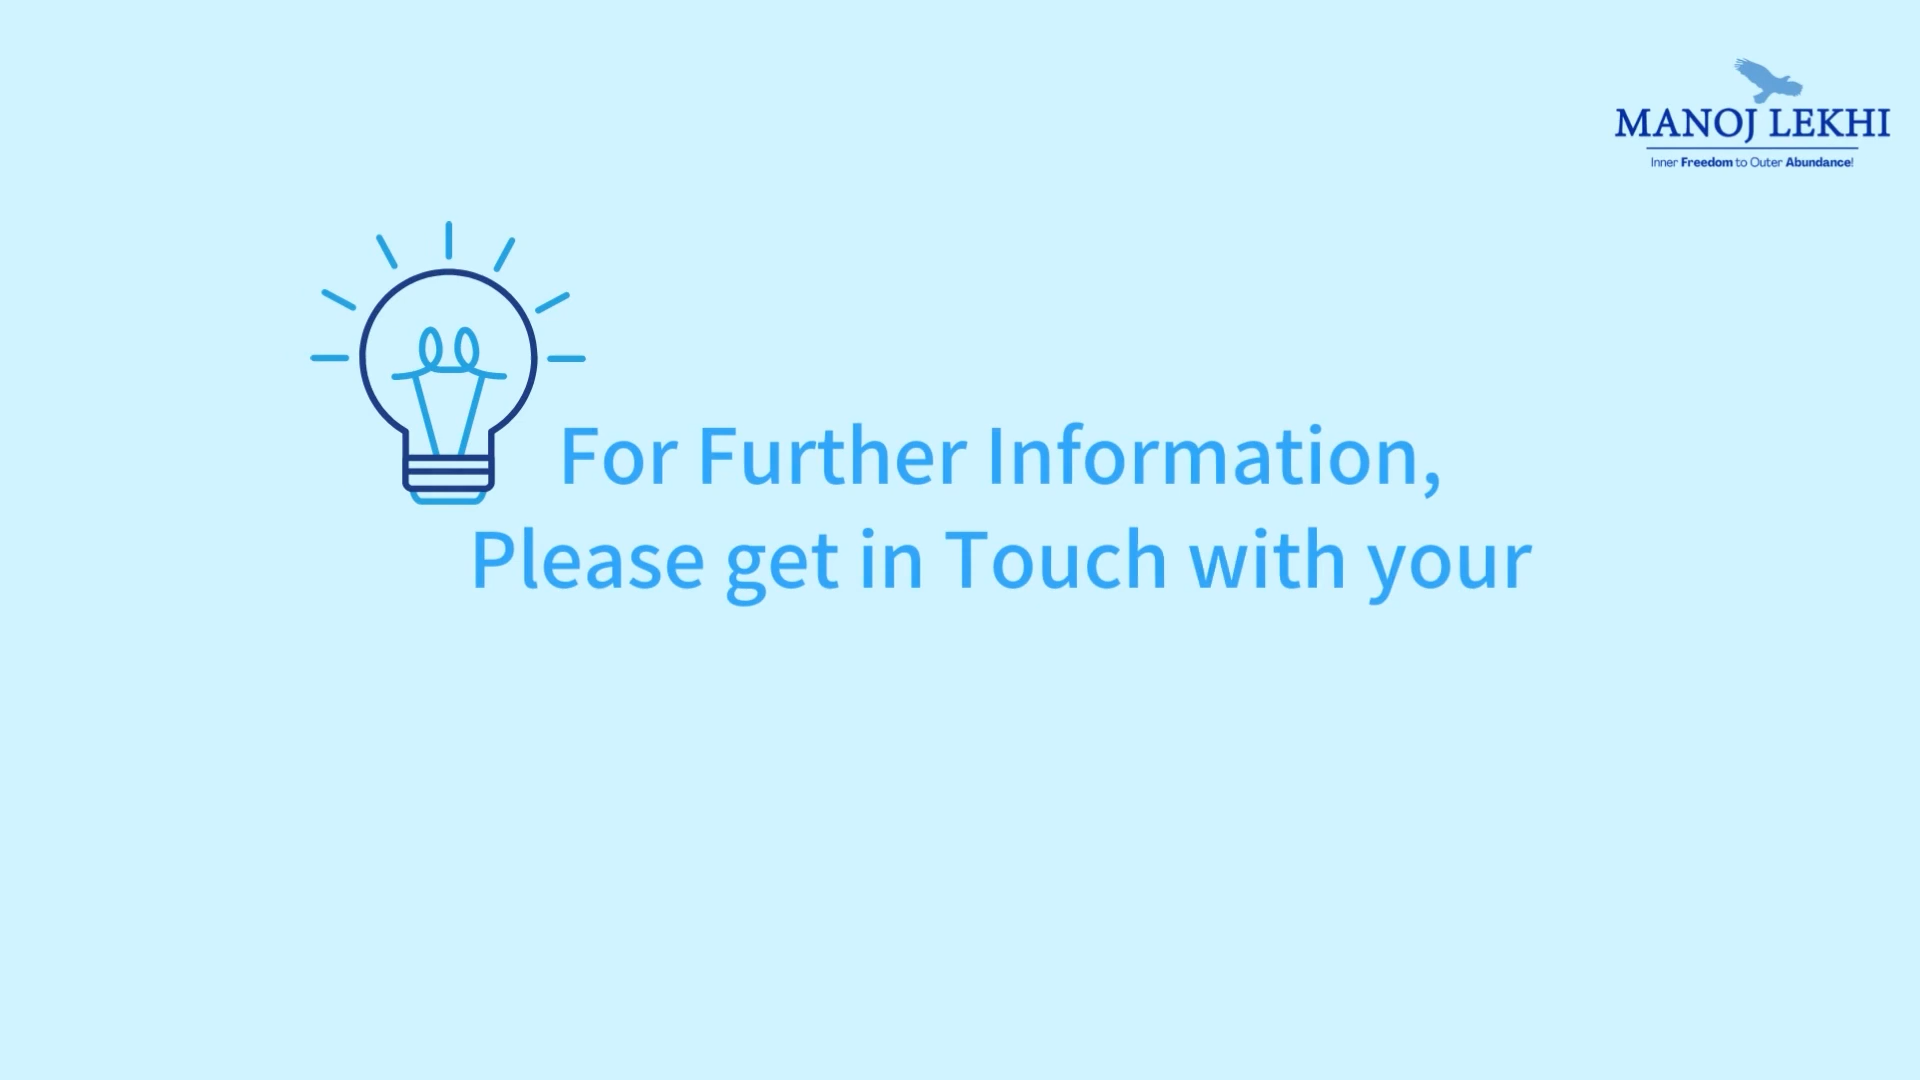 MANOJ LEKHI
Inner Freedom to Outer Abundance!
For Further Information,
Please get in Touch with your